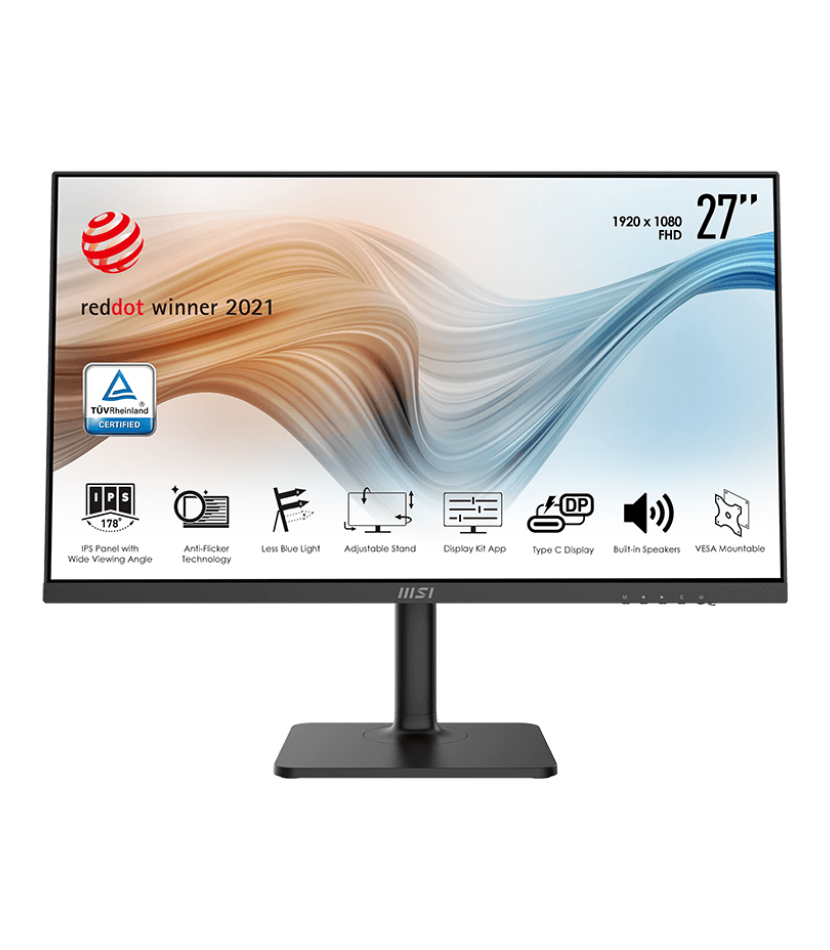 1920 x 1080
FHD
27"
reddot winner 2021
TÜVRheinland®
CERTIFIED
IPS
178°
DP
IPS Panel with
Wide Viewing Angle
Anti-Flicker
Technology
Less Blue Light
Adjustable Stand
Display Kit App
Type C Display
Built-in Speakers
VESA Mountable
msi